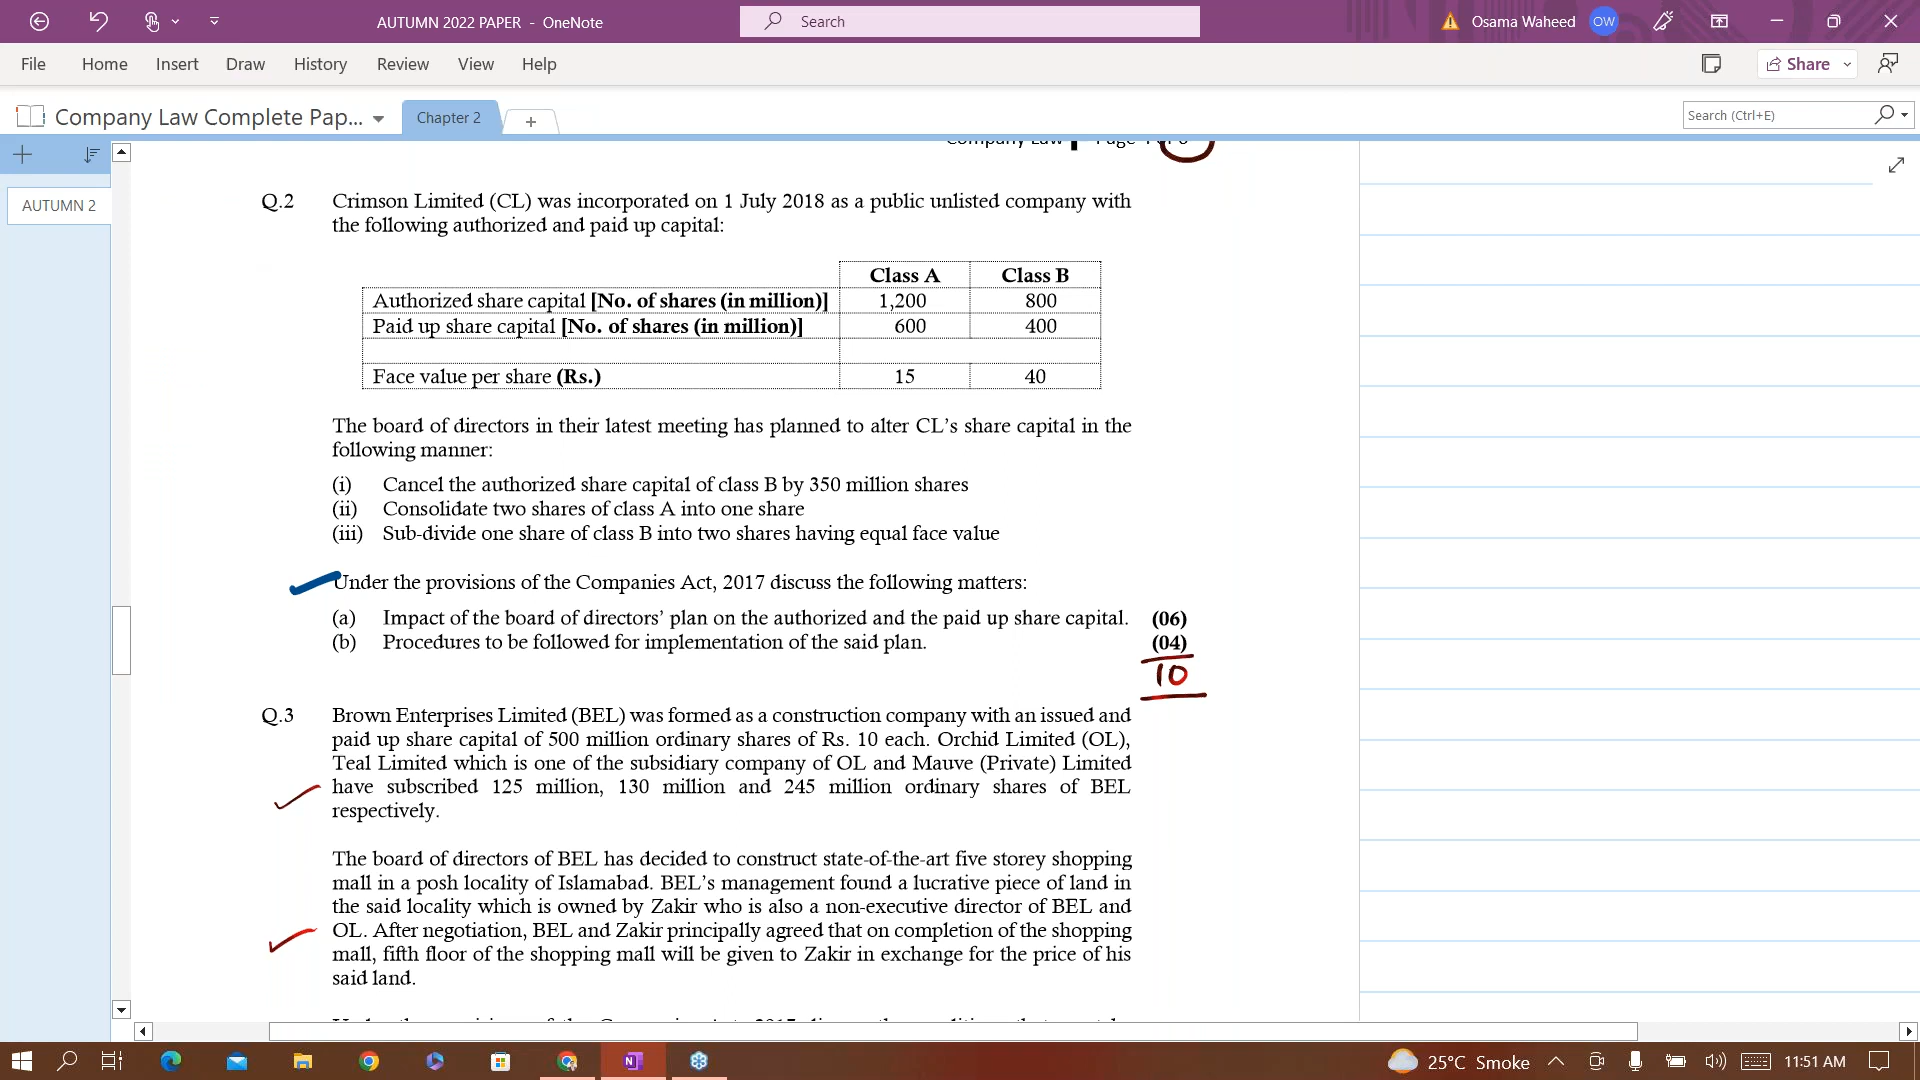 AUTUMN 2022 PAPER - OneNote
Search
Osama Waheed
OW
File Home Insert Draw History Review View Help
Share
Company Law Complete Pap...
Chapter 2
Search (Ctrl+E)
AUTUMN 2
Q.2 Crimson Limited (CL) was incorporated on 1 July 2018 as a public unlisted company with
the following authorized and paid up capital:
Class A Class B
Authorized share capital [No. of shares (in million)] 1,200 800
Paid up share capital [No. of shares (in million)] 600 400
Face value per share (Rs.) 15 40
The board of directors in their latest meeting has planned to alter CL's share capital in the
following manner:
(i) Cancel the authorized share capital of class B by 350 million shares
(ii) Consolidate two shares of class A into one share
(iii) Sub-divide one share of class B into two shares having equal face value
Under the provisions of the Companies Act, 2017 discuss the following matters:
(a) Impact of the board of directors' plan on the authorized and the paid up share capital. (06)
(b) Procedures to be followed for implementation of the said plan. (04)
10
Q.3 Brown Enterprises Limited (BEL) was formed as a construction company with an issued and
paid up share capital of 500 million ordinary shares of Rs. 10 each. Orchid Limited (OL),
Teal Limited which is one of the subsidiary company of OL and Mauve (Private) Limited
have subscribed 125 million, 130 million and 245 million ordinary shares of BEL
respectively.
The board of directors of BEL has decided to construct state-of-the-art five storey shopping
mall in a posh locality of Islamabad. BEL's management found a lucrative piece of land in
the said locality which is owned by Zakir who is also a non-executive director of BEL and
OL. After negotiation, BEL and Zakir principally agreed that on completion of the shopping
mall, fifth floor of the shopping mall will be given to Zakir in exchange for the price of his
said land.
25°C Smoke
11:51 AM